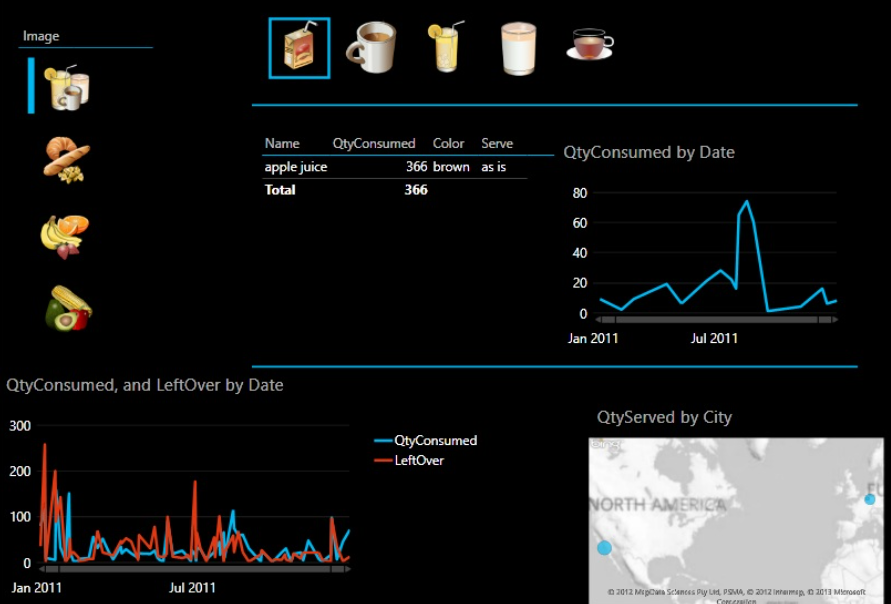 Image
Name QtyConsumed Color Serve
apple juice 366 brown as is
Total 366
QtyConsumed by Date
80
60
40
20
0
Jan 2011 Jul 2011
QtyConsumed, and LeftOver by Date
300
200
100
0
Jan 2011 Jul 2011
QtyConsumed
LeftOver
QtyServed by City
bing
NORTH AMERICA
EU
© 2012 MapData Sciences Pty Ltd, PSMA, © 2012 Intermap, © 2013 Microsoft
Corporation